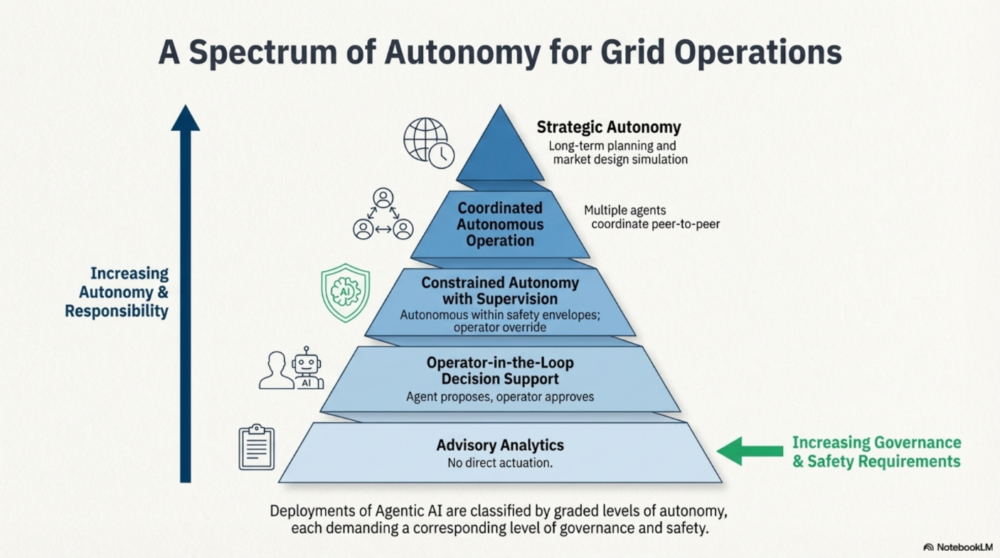 A Spectrum of Autonomy for Grid Operations
Strategic Autonomy
Long-term planning and
market design simulation
Coordinated
Autonomous
Operation
Multiple agents
coordinate peer-to-peer
Increasing
Autonomy &
Responsibility
AI
Constrained Autonomy
with Supervision
Autonomous within safety envelopes;
operator override
AI
Operator-in-the-Loop
Decision Support
Agent proposes, operator approves
Advisory Analytics
No direct actuation.
Increasing Governance
& Safety Requirements
Deployments of Agentic AI are classified by graded levels of autonomy,
each demanding a corresponding level of governance and safety.
NotebookLM